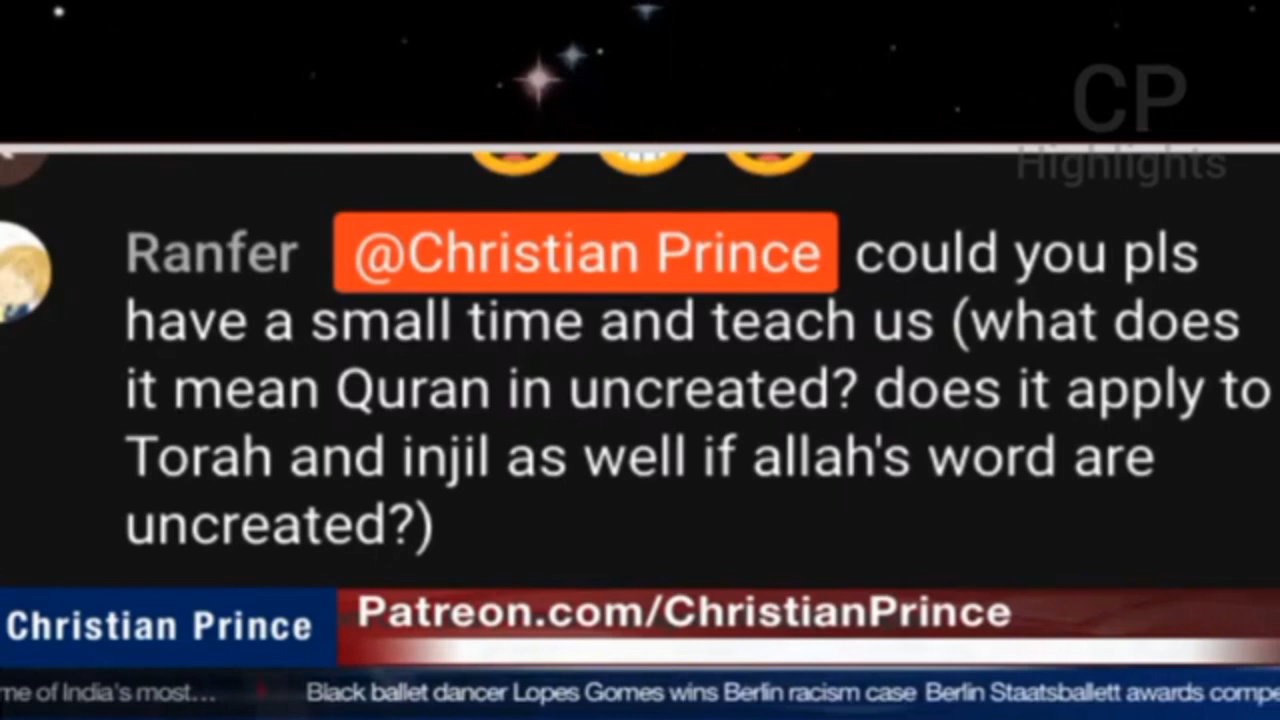 CP
Highlights
Ranfer @Christian Prince could you pls
have a small time and teach us (what does
it mean Quran in uncreated? does it apply to
Torah and injil as well if allah's word are
uncreated?)
Christian Prince
Patreon.com/ChristianPrince
me of India's most... Black ballet dancer Lopes Gomes wins Berlin racism case Berlin Staatsballett awards compe